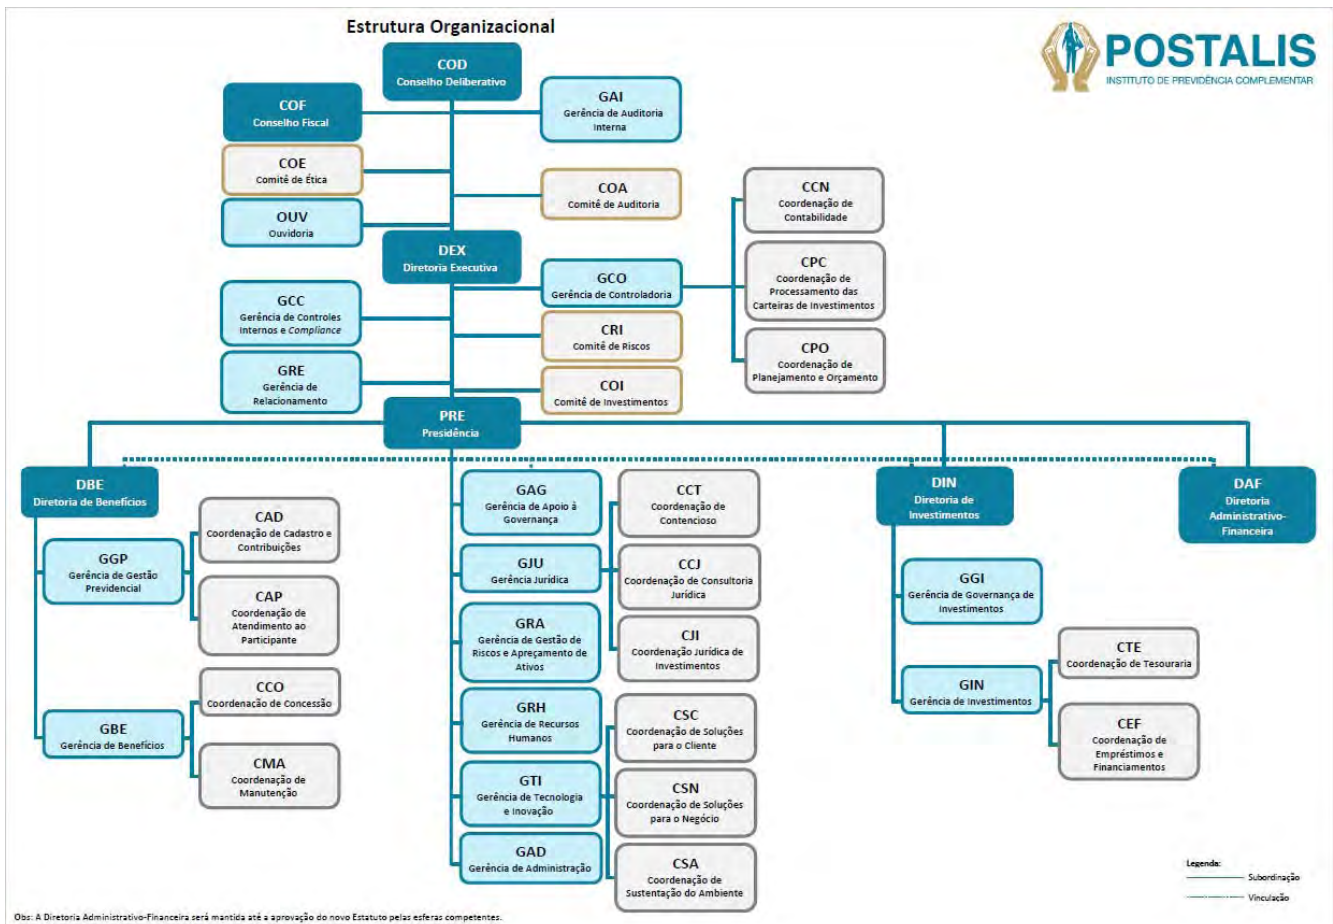 Estrutura Organizacional
POSTALIS
INSTITUTO DE PREVIDÊNCIA COMPLEMENTAR
COD
Conselho Deliberativo
COF
Conselho Fiscal
GAI
Gerência de Auditoria
Interna
COE
Comitê de Ética
COA
Comitê de Auditoria
OUV
Ouvidoria
CCN
Coordenação de
Contabilidade
DEX
Diretoria Executiva
GCO
Gerência de Controladoria
CPC
Coordenação de
Processamento das
Carteiras de Investimentos
GCC
Gerência de Controles
Internos e Compliance
CRI
Comitê de Riscos
CPO
Coordenação de
Planejamento e Orçamento
GRE
Gerência de
Relacionamento
COI
Comitê de Investimentos
PRE
Presidência
DBE
Diretoria de Benefícios
CAD
Coordenação de Cadastro e
Contribuições
GGP
Gerência de Gestão
Previdencial
CAP
Coordenação de
Atendimento ao
Participante
CCO
Coordenação de Concessão
GBE
Gerência de Benefícios
CMA
Coordenação de
Manutenção
GAG
Gerência de Apoio à
Governança
CCT
Coordenação de
Contencioso
GJU
Gerência Jurídica
CCJ
Coordenação de Consultoria
Jurídica
GRA
Gerência de Gestão de
Riscos e Apreçamento de
Ativos
CJI
Coordenação Jurídica de
Investimentos
GRH
Gerência de Recursos
Humanos
CSC
Coordenação de Soluções
para o Cliente
GTI
Gerência de Tecnologia
e Inovação
CSN
Coordenação de Soluções
para o Negócio
GAD
Gerência de Administração
CSA
Coordenação de
Sustentação do Ambiente
DIN
Diretoria de
Investimentos
DAF
Diretoria
Administrativo-
Financeira
GGI
Gerência de Governança de
Investimentos
CTE
Coordenação de Tesouraria
GIN
Gerência de Investimentos
CEF
Coordenação de
Empréstimos e
Financiamentos
Legenda:
Subordinação
Vinculação
Obs: A Diretoria Administrativo-Financeira será mantida até a aprovação do novo Estatuto pelas esferas competentes.